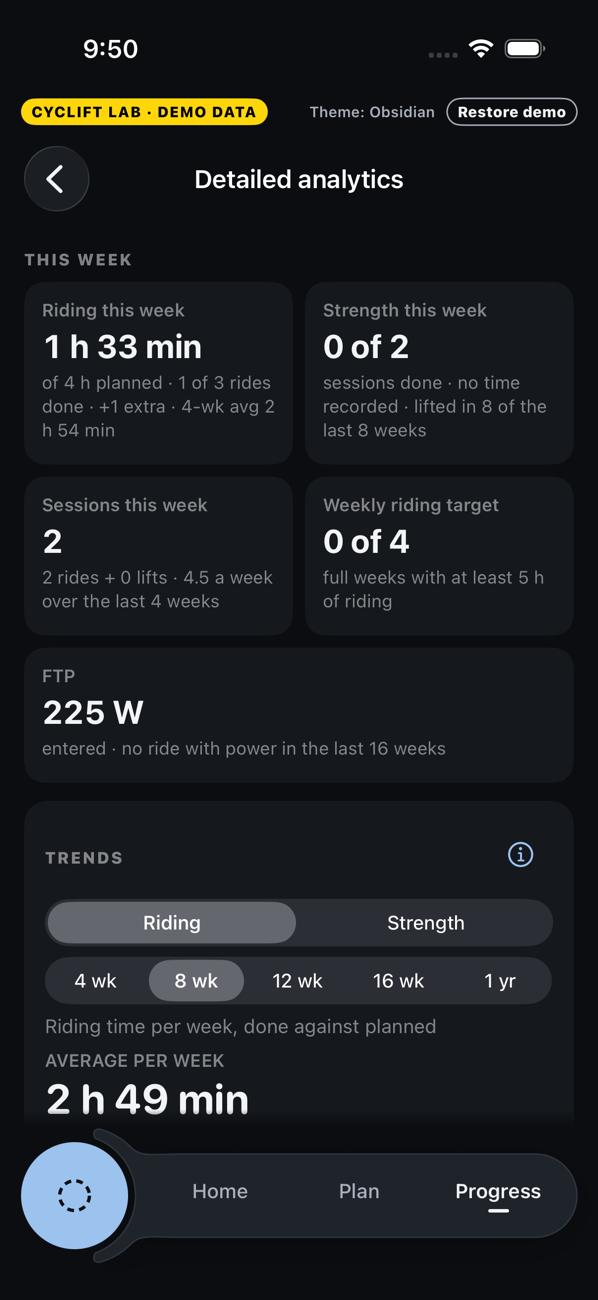 9:50
CYCLIFT LAB · DEMO DATA
Theme: Obsidian
Restore demo
Detailed analytics
THIS WEEK
Riding this week
1 h 33 min
of 4 h planned · 1 of 3 rides
done · +1 extra · 4-wk avg 2
h 54 min
Strength this week
0 of 2
sessions done · no time
recorded · lifted in 8 of the
last 8 weeks
Sessions this week
2
2 rides + 0 lifts · 4.5 a week
over the last 4 weeks
Weekly riding target
0 of 4
full weeks with at least 5 h
of riding
FTP
225 W
entered · no ride with power in the last 16 weeks
TRENDS
Riding
Strength
4 wk
8 wk
12 wk
16 wk
1 yr
Riding time per week, done against planned
AVERAGE PER WEEK
2 h 49 min
Home
Plan
Progress